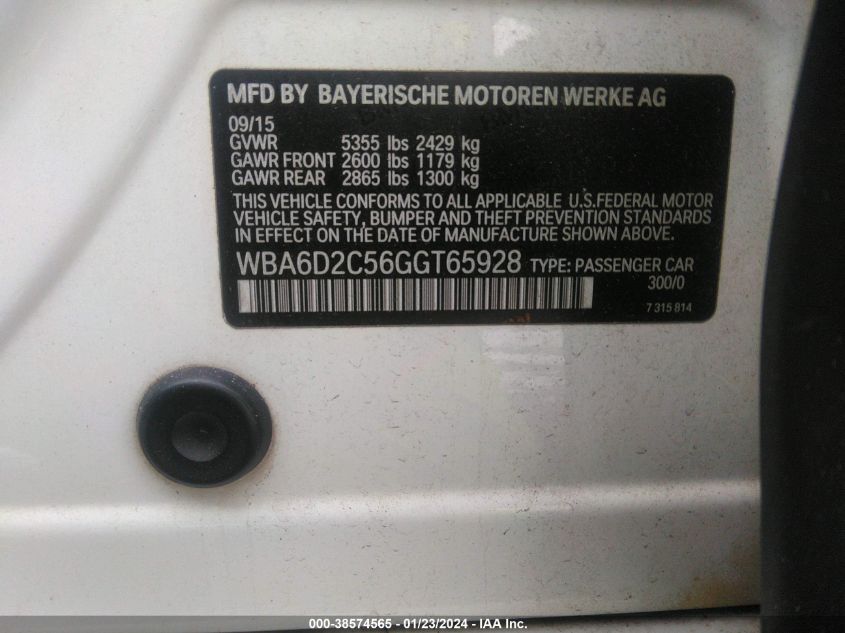 MFD BY BAYERISCHE MOTOREN WERKE AG
09/15
GVWR 5355 lbs 2429 kg
GAWR FRONT 2600 lbs 1179 kg
GAWR REAR 2865 lbs 1300 kg
THIS VEHICLE CONFORMS TO ALL APPLICABLE U.S.FEDERAL MOTOR
VEHICLE SAFETY, BUMPER AND THEFT PREVENTION STANDARDS
IN EFFECT ON THE DATE OF MANUFACTURE SHOWN ABOVE.
WBA6D2C56GGT65928 TYPE: PASSENGER CAR
300/0
7 315 814
000-38574565 - 01/23/2024 - IAA Inc.